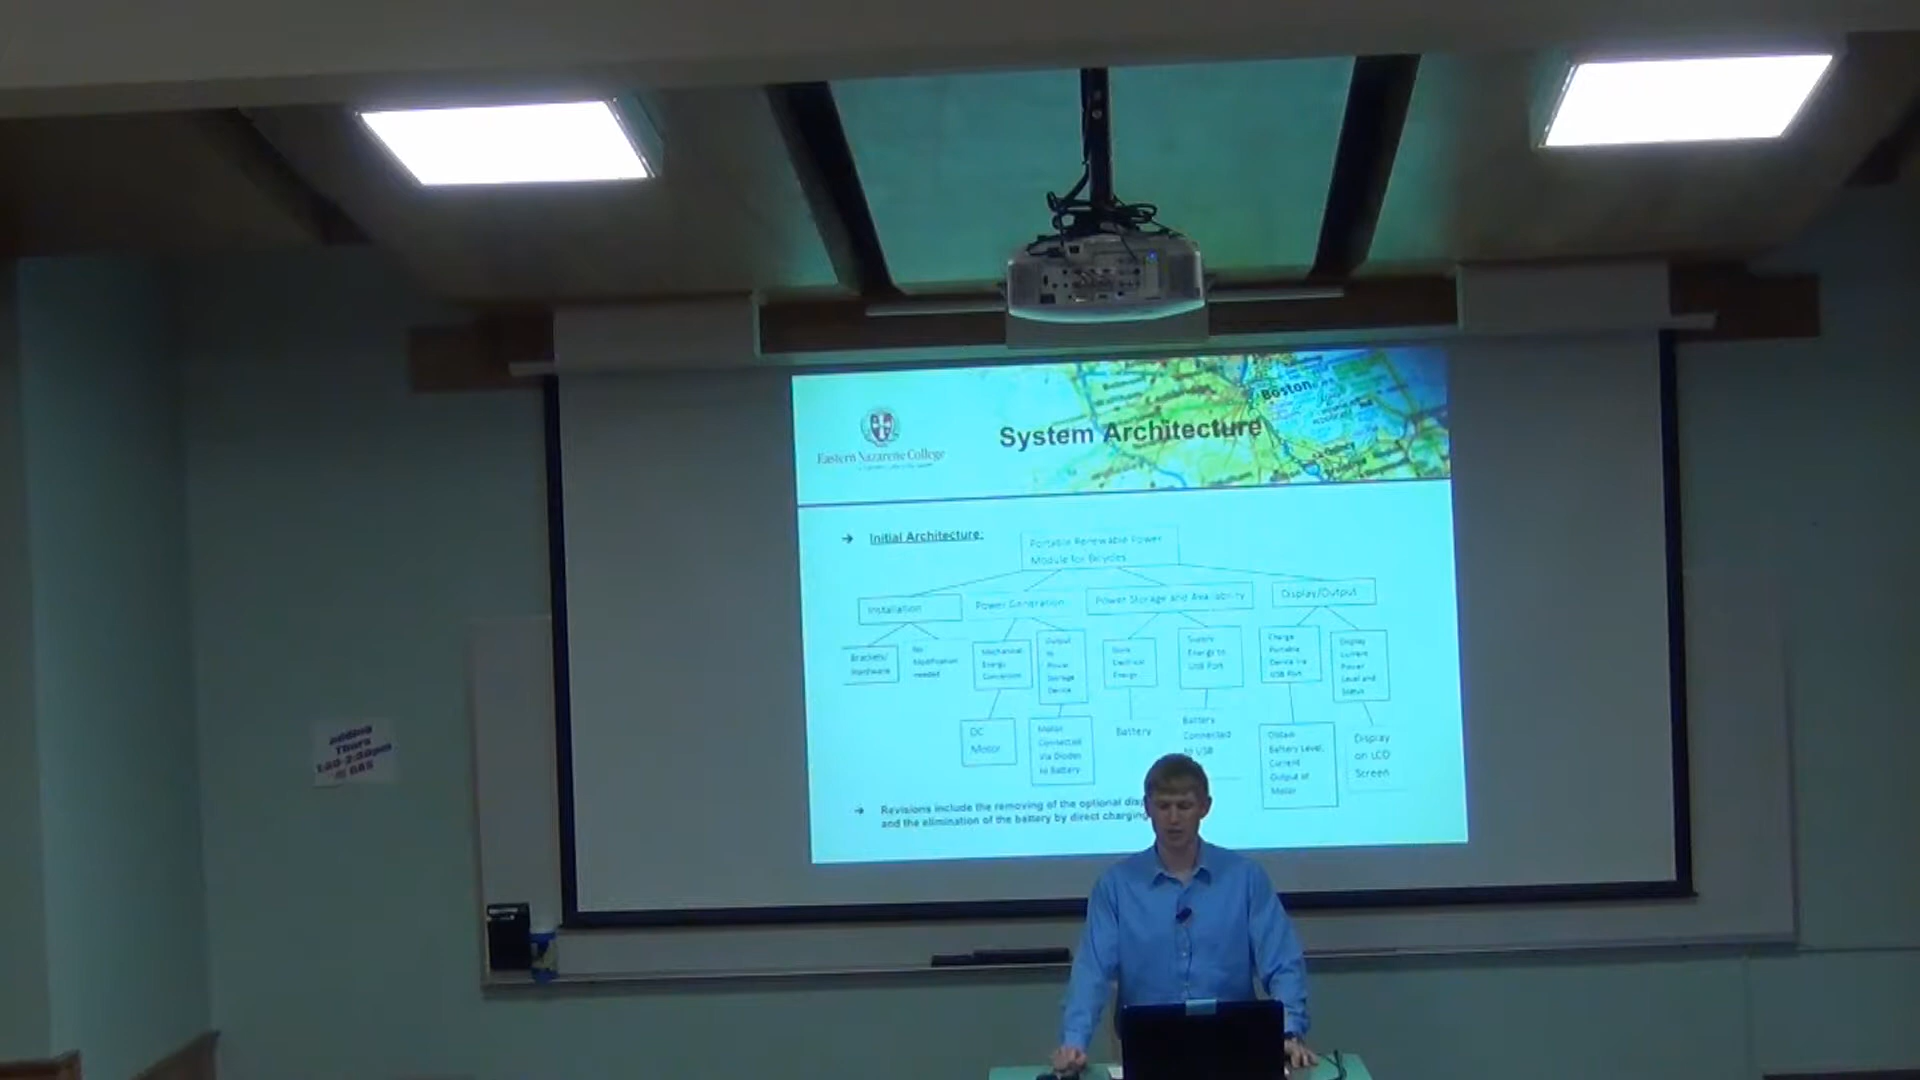 Boston
System Architecture
Eastern Nazarene College
Quincy
→ Initial Architecture:
Portable Renewable Power
Module for Bicycles
Installation
Power Generation
Power Storage and Availability
Display/Output
Brackets/
Hardware
No
Modification
needed
Mechanical
Energy
Conversion
Output
to
Power
Storage
Device
Store
Electrical
Energy
Supply
Energy to
USB Port
Charge
Portable
Device via
USB Port
Display
Current
Power
Level and
Status
DC
Motor
Motor
Connected
via Diodes
to Battery
Battery
Battery
Connected
to USB
Obtain
Battery Level,
Current
Output of
Motor
Display
on LCD
Screen
→ Revisions include the removing of the optional
and the elimination of the battery by direct charging
Thurs